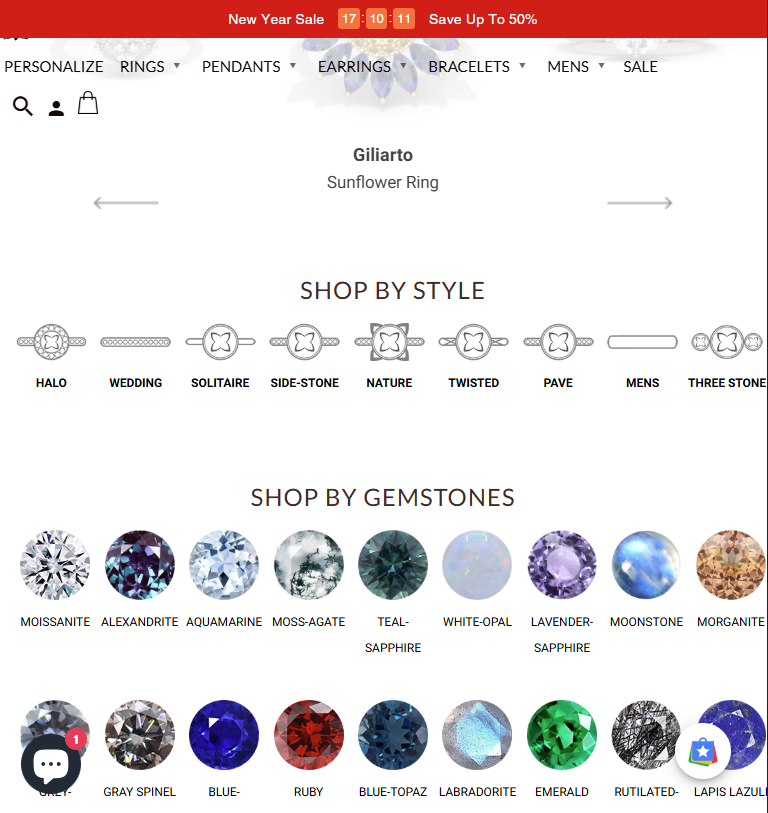 New Year Sale 17 : 10 : 11 Save Up To 50%
PERSONALIZE RINGS PENDANTS EARRINGS BRACELETS MENS SALE
Giliarto
Sunflower Ring
SHOP BY STYLE
HALO WEDDING SOLITAIRE SIDE-STONE NATURE TWISTED PAVE MENS THREE STONE
SHOP BY GEMSTONES
MOISSANITE ALEXANDRITE AQUAMARINE MOSS-AGATE TEAL- WHITE-OPAL LAVENDER- MOONSTONE MORGANITE
SAPPHIRE SAPPHIRE
1
GREY- GRAY SPINEL BLUE- RUBY BLUE-TOPAZ LABRADORITE EMERALD RUTILATED- LAPIS LAZULI